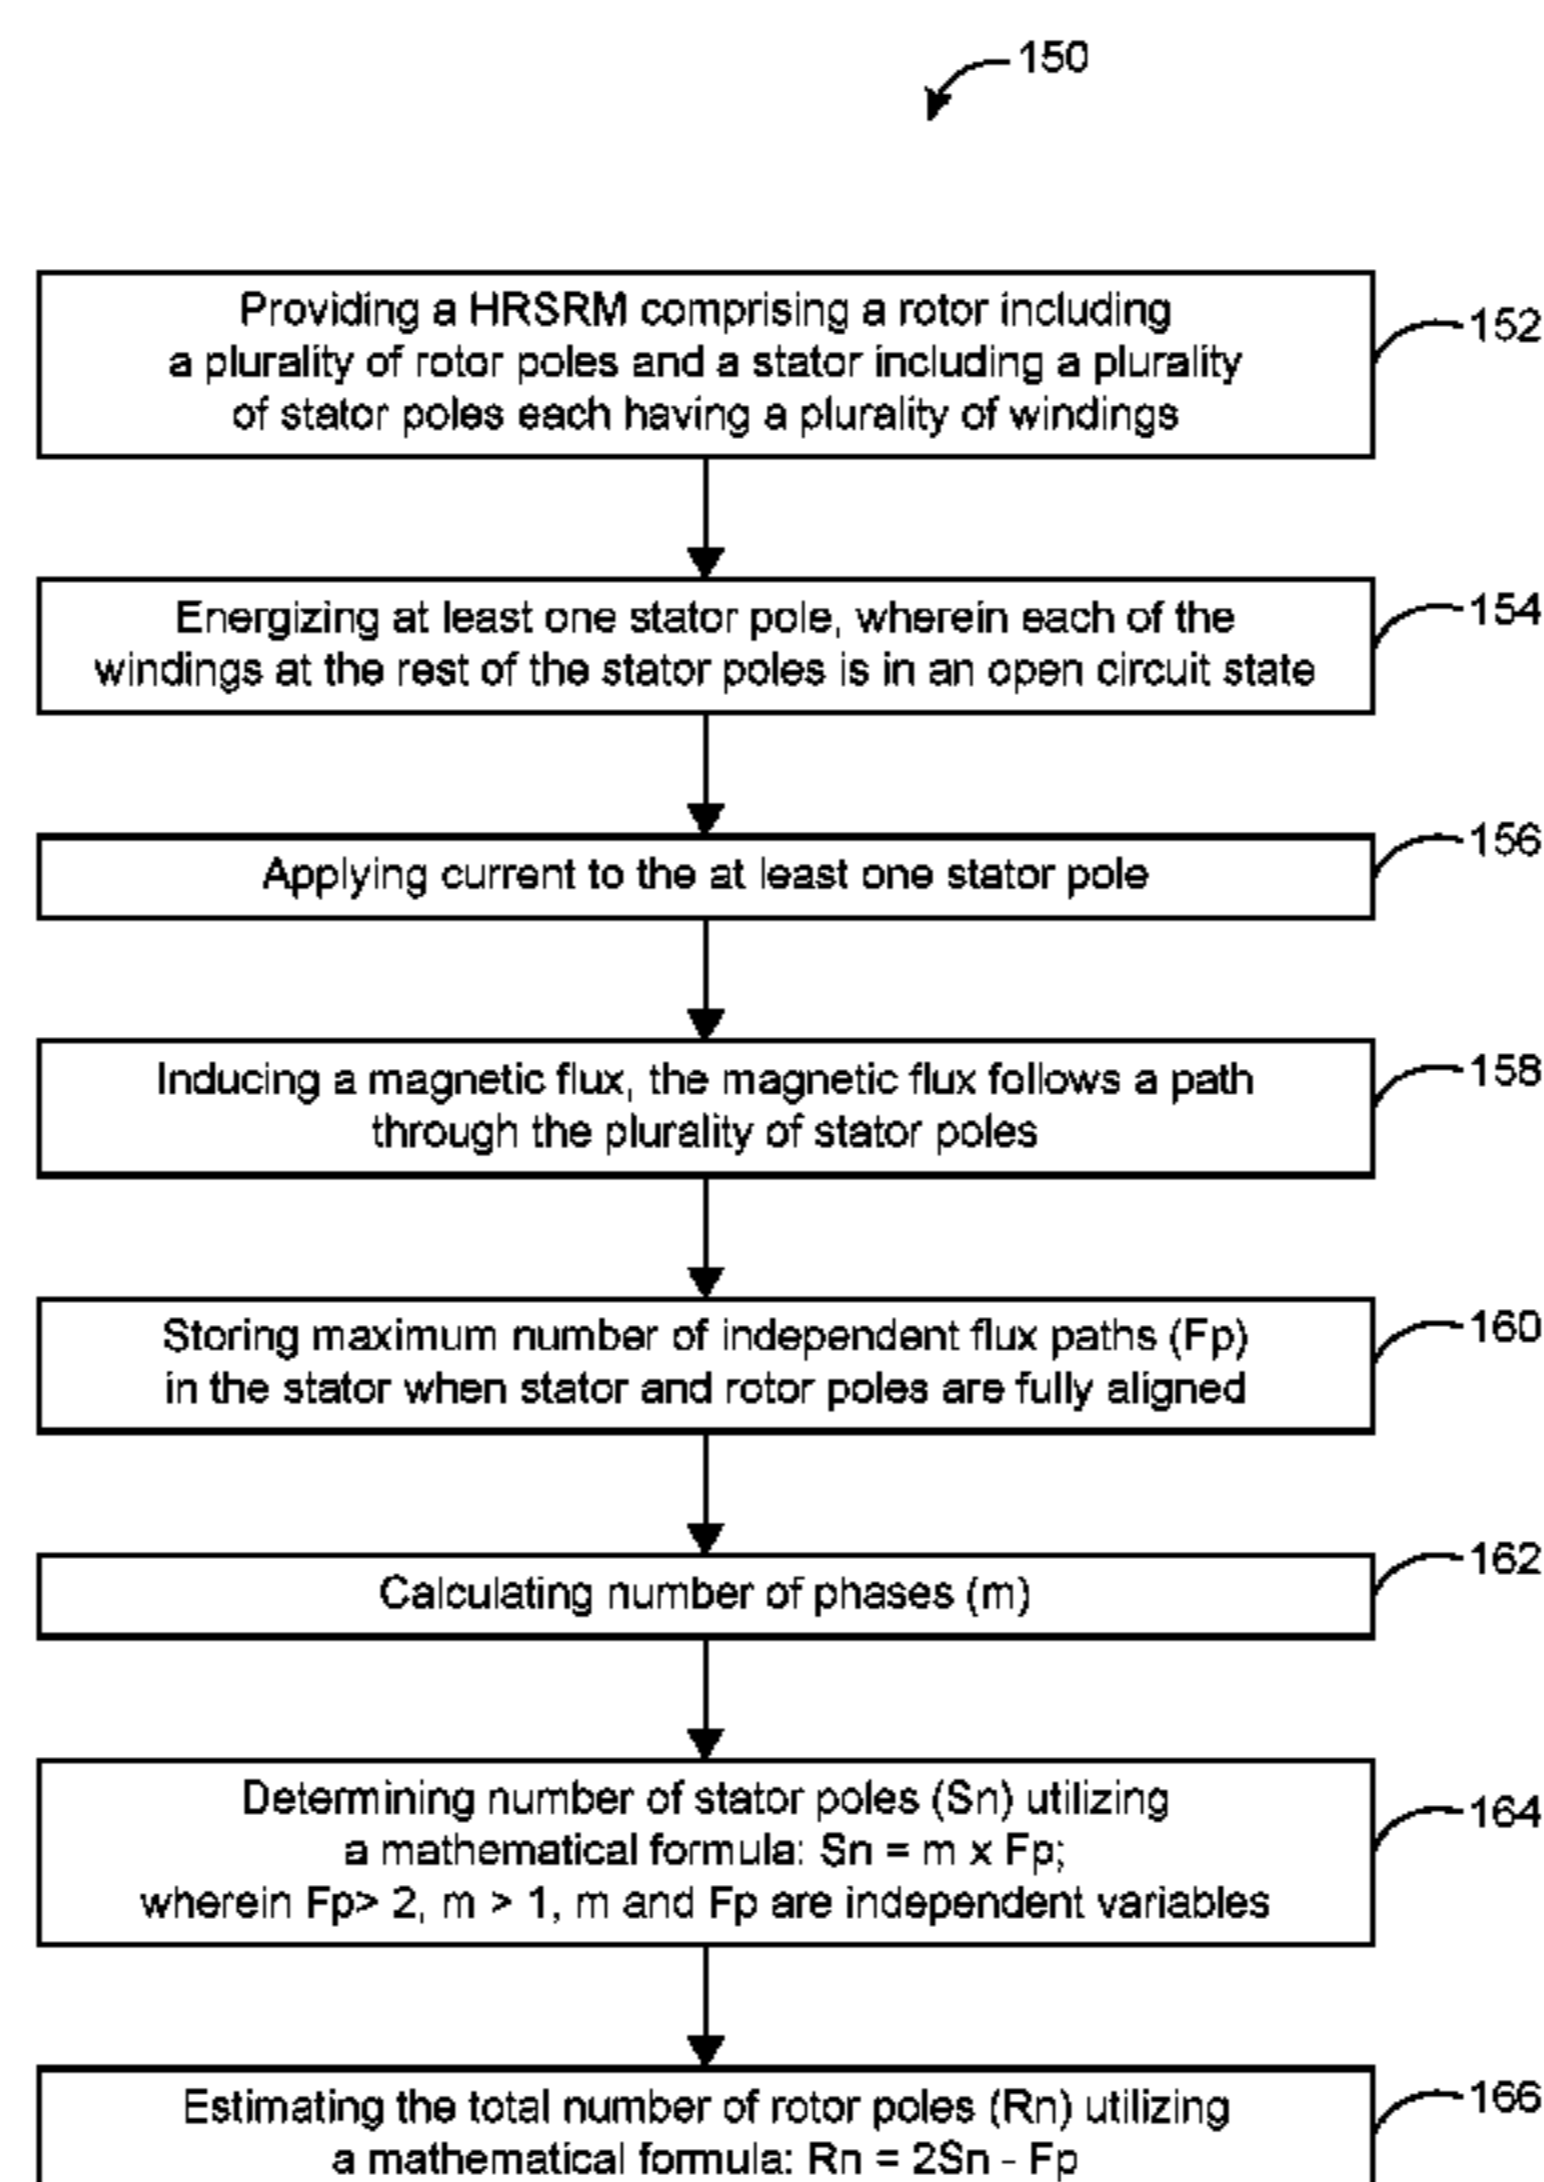 150
Providing a HRSRM comprising a rotor including
a plurality of rotor poles and a stator including a plurality
of stator poles each having a plurality of windings
152
Energizing at least one stator pole, wherein each of the
windings at the rest of the stator poles is in an open circuit state
154
Applying current to the at least one stator pole
156
Inducing a magnetic flux, the magnetic flux follows a path
through the plurality of stator poles
158
Storing maximum number of independent flux paths (Fp)
in the stator when stator and rotor poles are fully aligned
160
Calculating number of phases (m)
162
Determining number of stator poles (Sn) utilizing
a mathematical formula: Sn = m x Fp;
wherein Fp> 2, m > 1, m and Fp are independent variables
164
Estimating the total number of rotor poles (Rn) utilizing
a mathematical formula: Rn = 2Sn - Fp
166